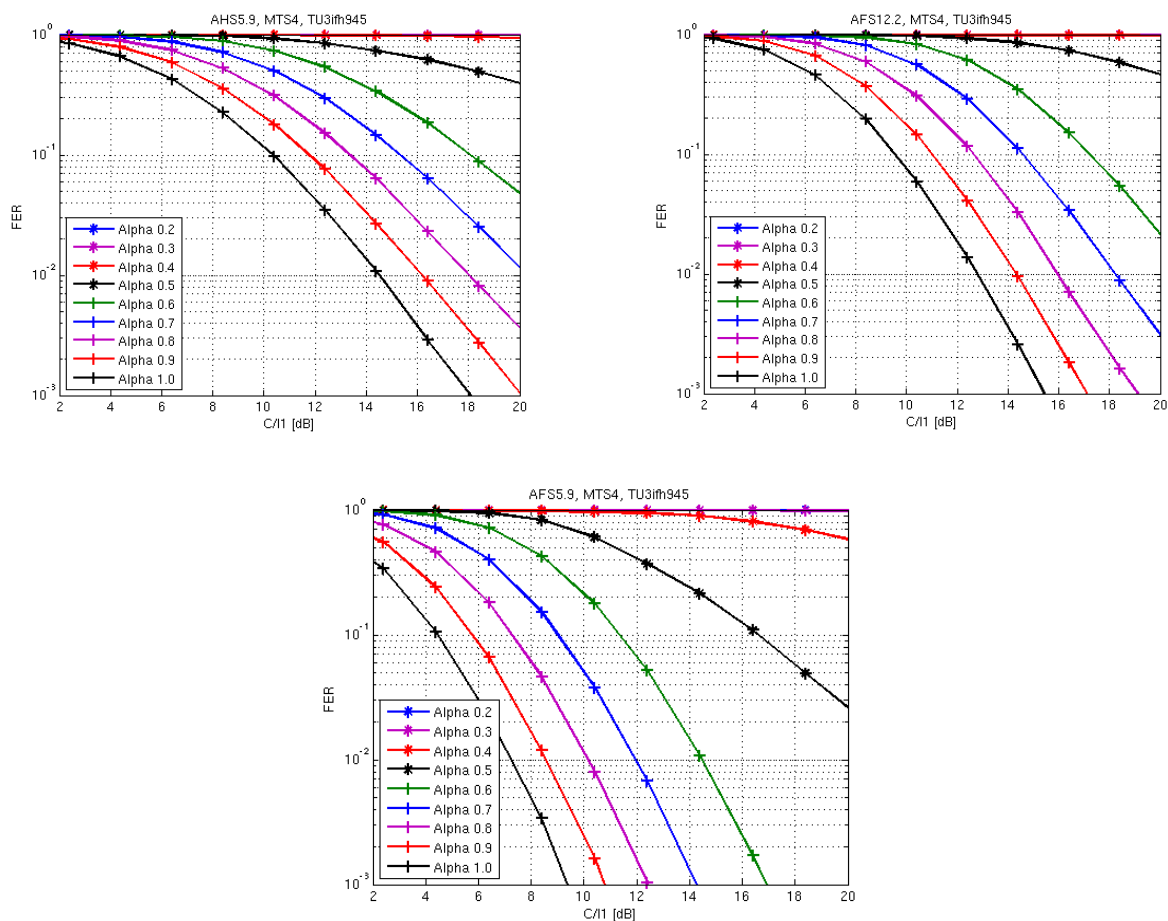 AHS5.9, MTS4, TU3ifh945
10^0
10^-1
10^-2
10^-3
FER
Alpha 0.2
Alpha 0.3
Alpha 0.4
Alpha 0.5
Alpha 0.6
Alpha 0.7
Alpha 0.8
Alpha 0.9
Alpha 1.0
2 4 6 8 10 12 14 16 18 20
C/I1 [dB]
AFS12.2, MTS4, TU3ifh945
10^0
10^-1
10^-2
10^-3
FER
Alpha 0.2
Alpha 0.3
Alpha 0.4
Alpha 0.5
Alpha 0.6
Alpha 0.7
Alpha 0.8
Alpha 0.9
Alpha 1.0
2 4 6 8 10 12 14 16 18 20
C/I1 [dB]
AFS5.9, MTS4, TU3ifh945
10^0
10^-1
10^-2
10^-3
FER
Alpha 0.2
Alpha 0.3
Alpha 0.4
Alpha 0.5
Alpha 0.6
Alpha 0.7
Alpha 0.8
Alpha 0.9
Alpha 1.0
2 4 6 8 10 12 14 16 18 20
C/I1 [dB]